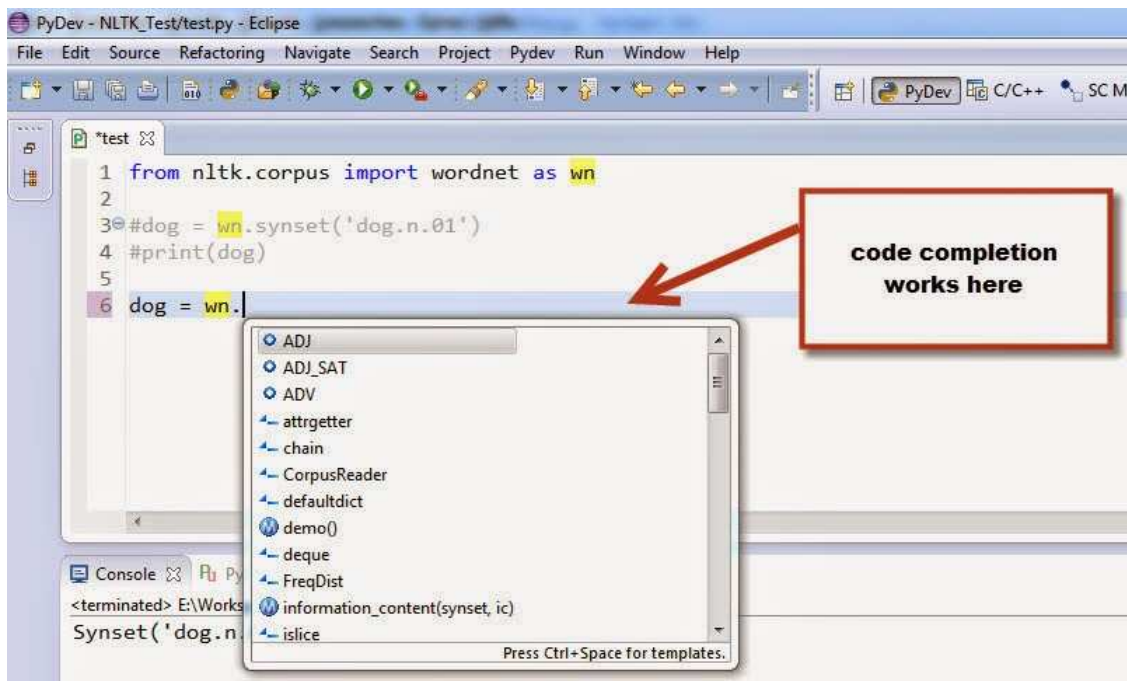 PyDev - NLTK_Test/test.py - Eclipse
File Edit Source Refactoring Navigate Search Project Pydev Run Window Help
PyDev C/C++ SC M
*test
1 from nltk.corpus import wordnet as wn
2
3 #dog = wn.synset('dog.n.01')
4 #print(dog)
5
6 dog = wn.
code completion
works here
ADJ
ADJ_SAT
ADV
attrgetter
chain
CorpusReader
defaultdict
demo()
deque
FreqDist
information_content(synset, ic)
islice
Press Ctrl+Space for templates.
Console Py
<terminated> E:\Works
Synset('dog.n.